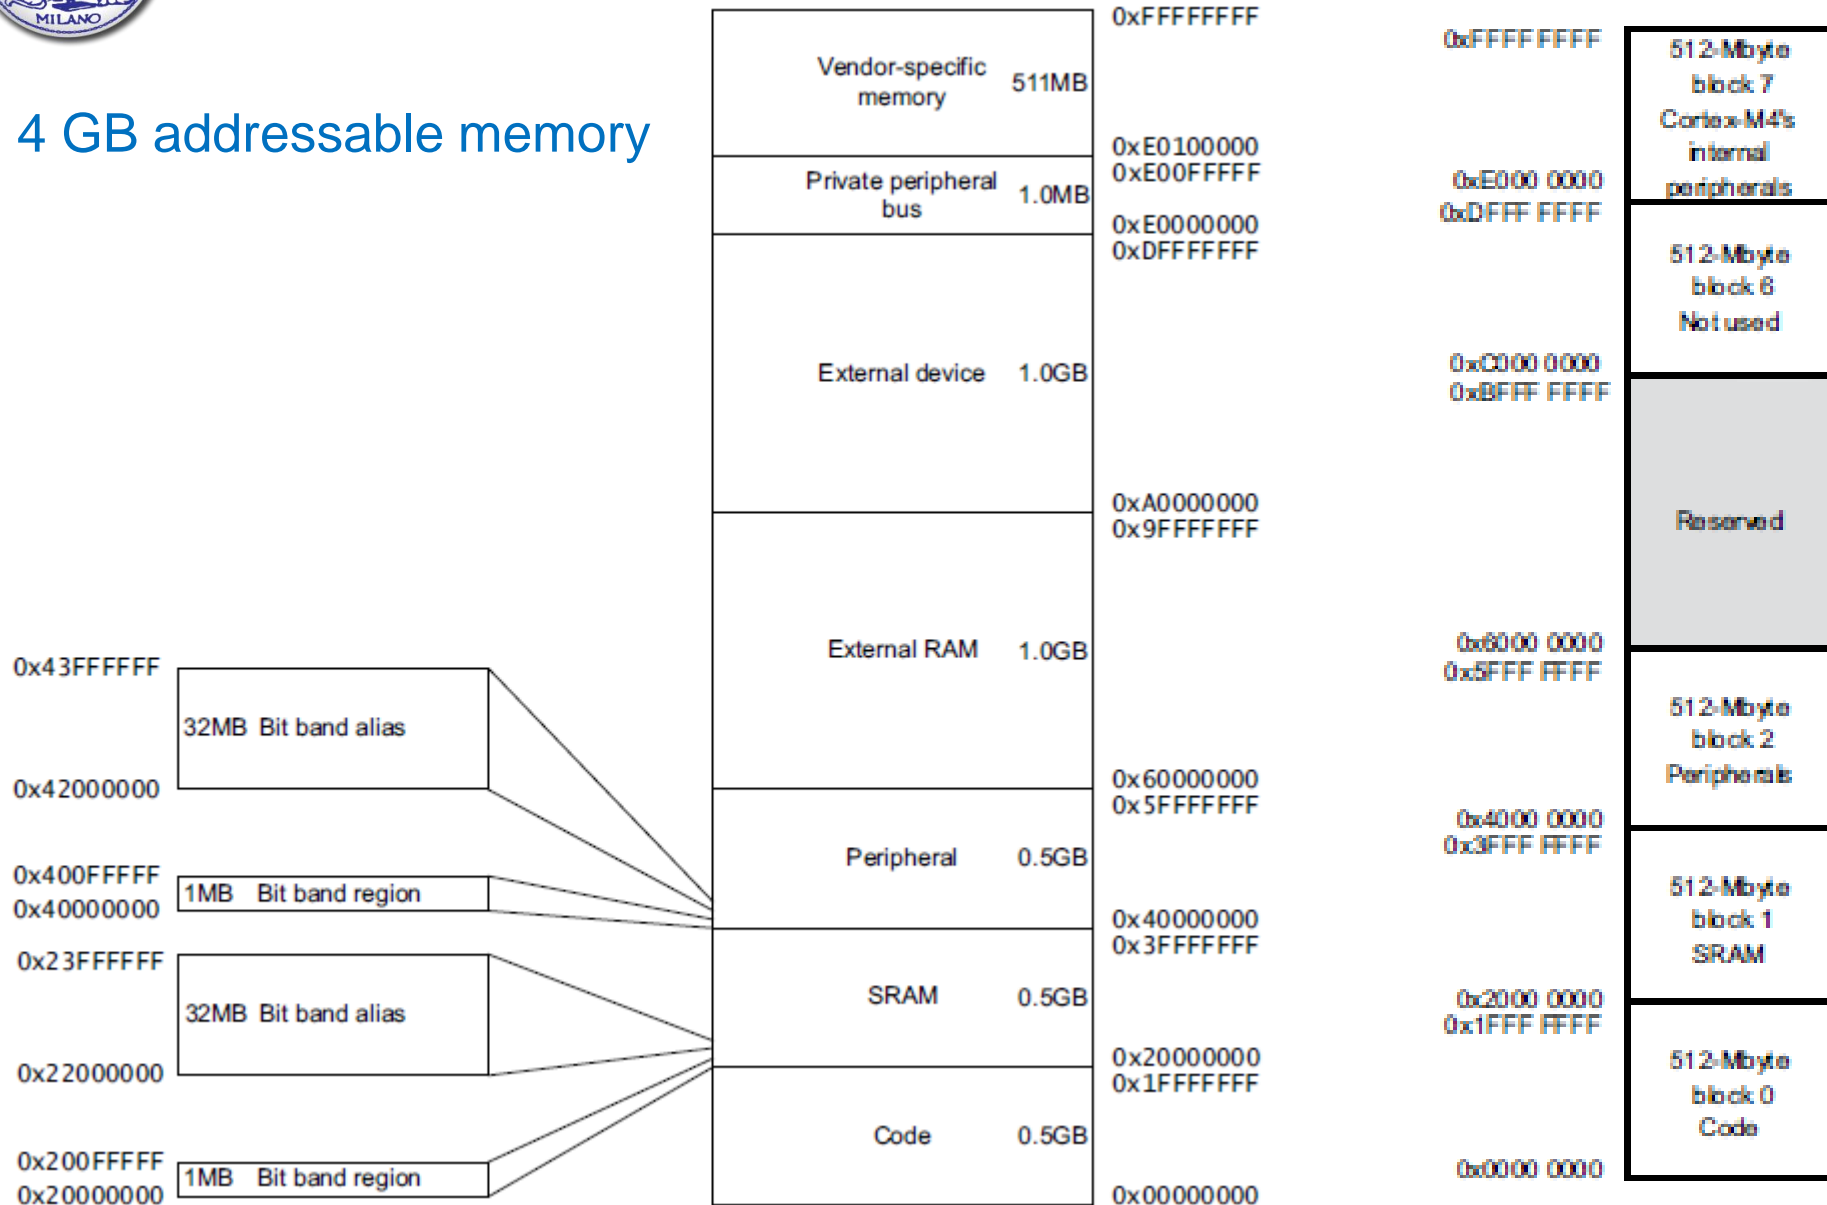 MILANO
4 GB addressable memory
0x43FFFFFF
32MB Bit band alias
0x42000000
0x400FFFFF
1MB Bit band region
0x40000000
0x23FFFFFF
32MB Bit band alias
0x22000000
0x200FFFFF
1MB Bit band region
0x20000000
0xFFFFFFFF
Vendor-specific
memory
511MB
0xE0100000
0xE00FFFFF
Private peripheral
bus
1.0MB
0xE0000000
0xDFFFFFFF
External device 1.0GB
0xA0000000
0x9FFFFFFF
External RAM 1.0GB
0x60000000
0x5FFFFFFF
Peripheral 0.5GB
0x40000000
0x3FFFFFFF
SRAM 0.5GB
0x20000000
0x1FFFFFFF
Code 0.5GB
0x00000000
0xFFFF FFFF
512-Mbyte
block 7
Cortex-M4's
internal
peripherals
0xE000 0000
0xDFFF FFFF
512-Mbyte
block 6
Not used
0xC000 0000
0xBFFF FFFF
Reserved
0x6000 0000
0x5FFF FFFF
512-Mbyte
block 2
Peripherals
0x4000 0000
0x3FFF FFFF
512-Mbyte
block 1
SRAM
0x2000 0000
0x1FFF FFFF
512-Mbyte
block 0
Code
0x0000 0000